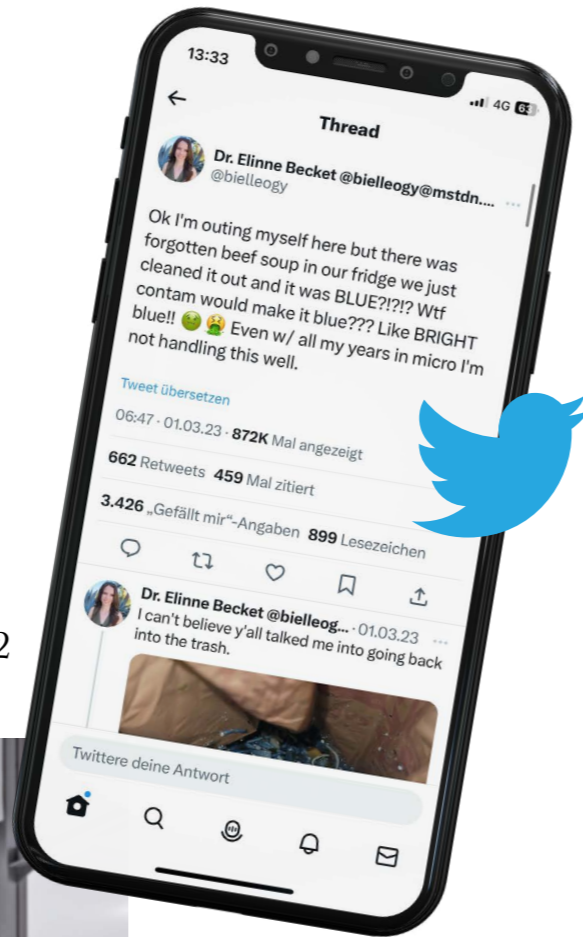 13:33
4G 63
Thread
Dr. Elinne Becket @bielleogy@mstdn....
@bielleogy
Ok I'm outing myself here but there was
forgotten beef soup in our fridge we just
cleaned it out and it was BLUE?!?!? Wtf
contam would make it blue??? Like BRIGHT
blue!! 🤢 🤮 Even w/ all my years in micro I'm
not handling this well.
Tweet übersetzen
06:47 · 01.03.23 · 872K Mal angezeigt
662 Retweets 459 Mal zitiert
3.426 „Gefällt mir“-Angaben 899 Lesezeichen
Dr. Elinne Becket @bielleog... · 01.03.23
I can't believe y'all talked me into going back
into the trash.
2
Twittere deine Antwort